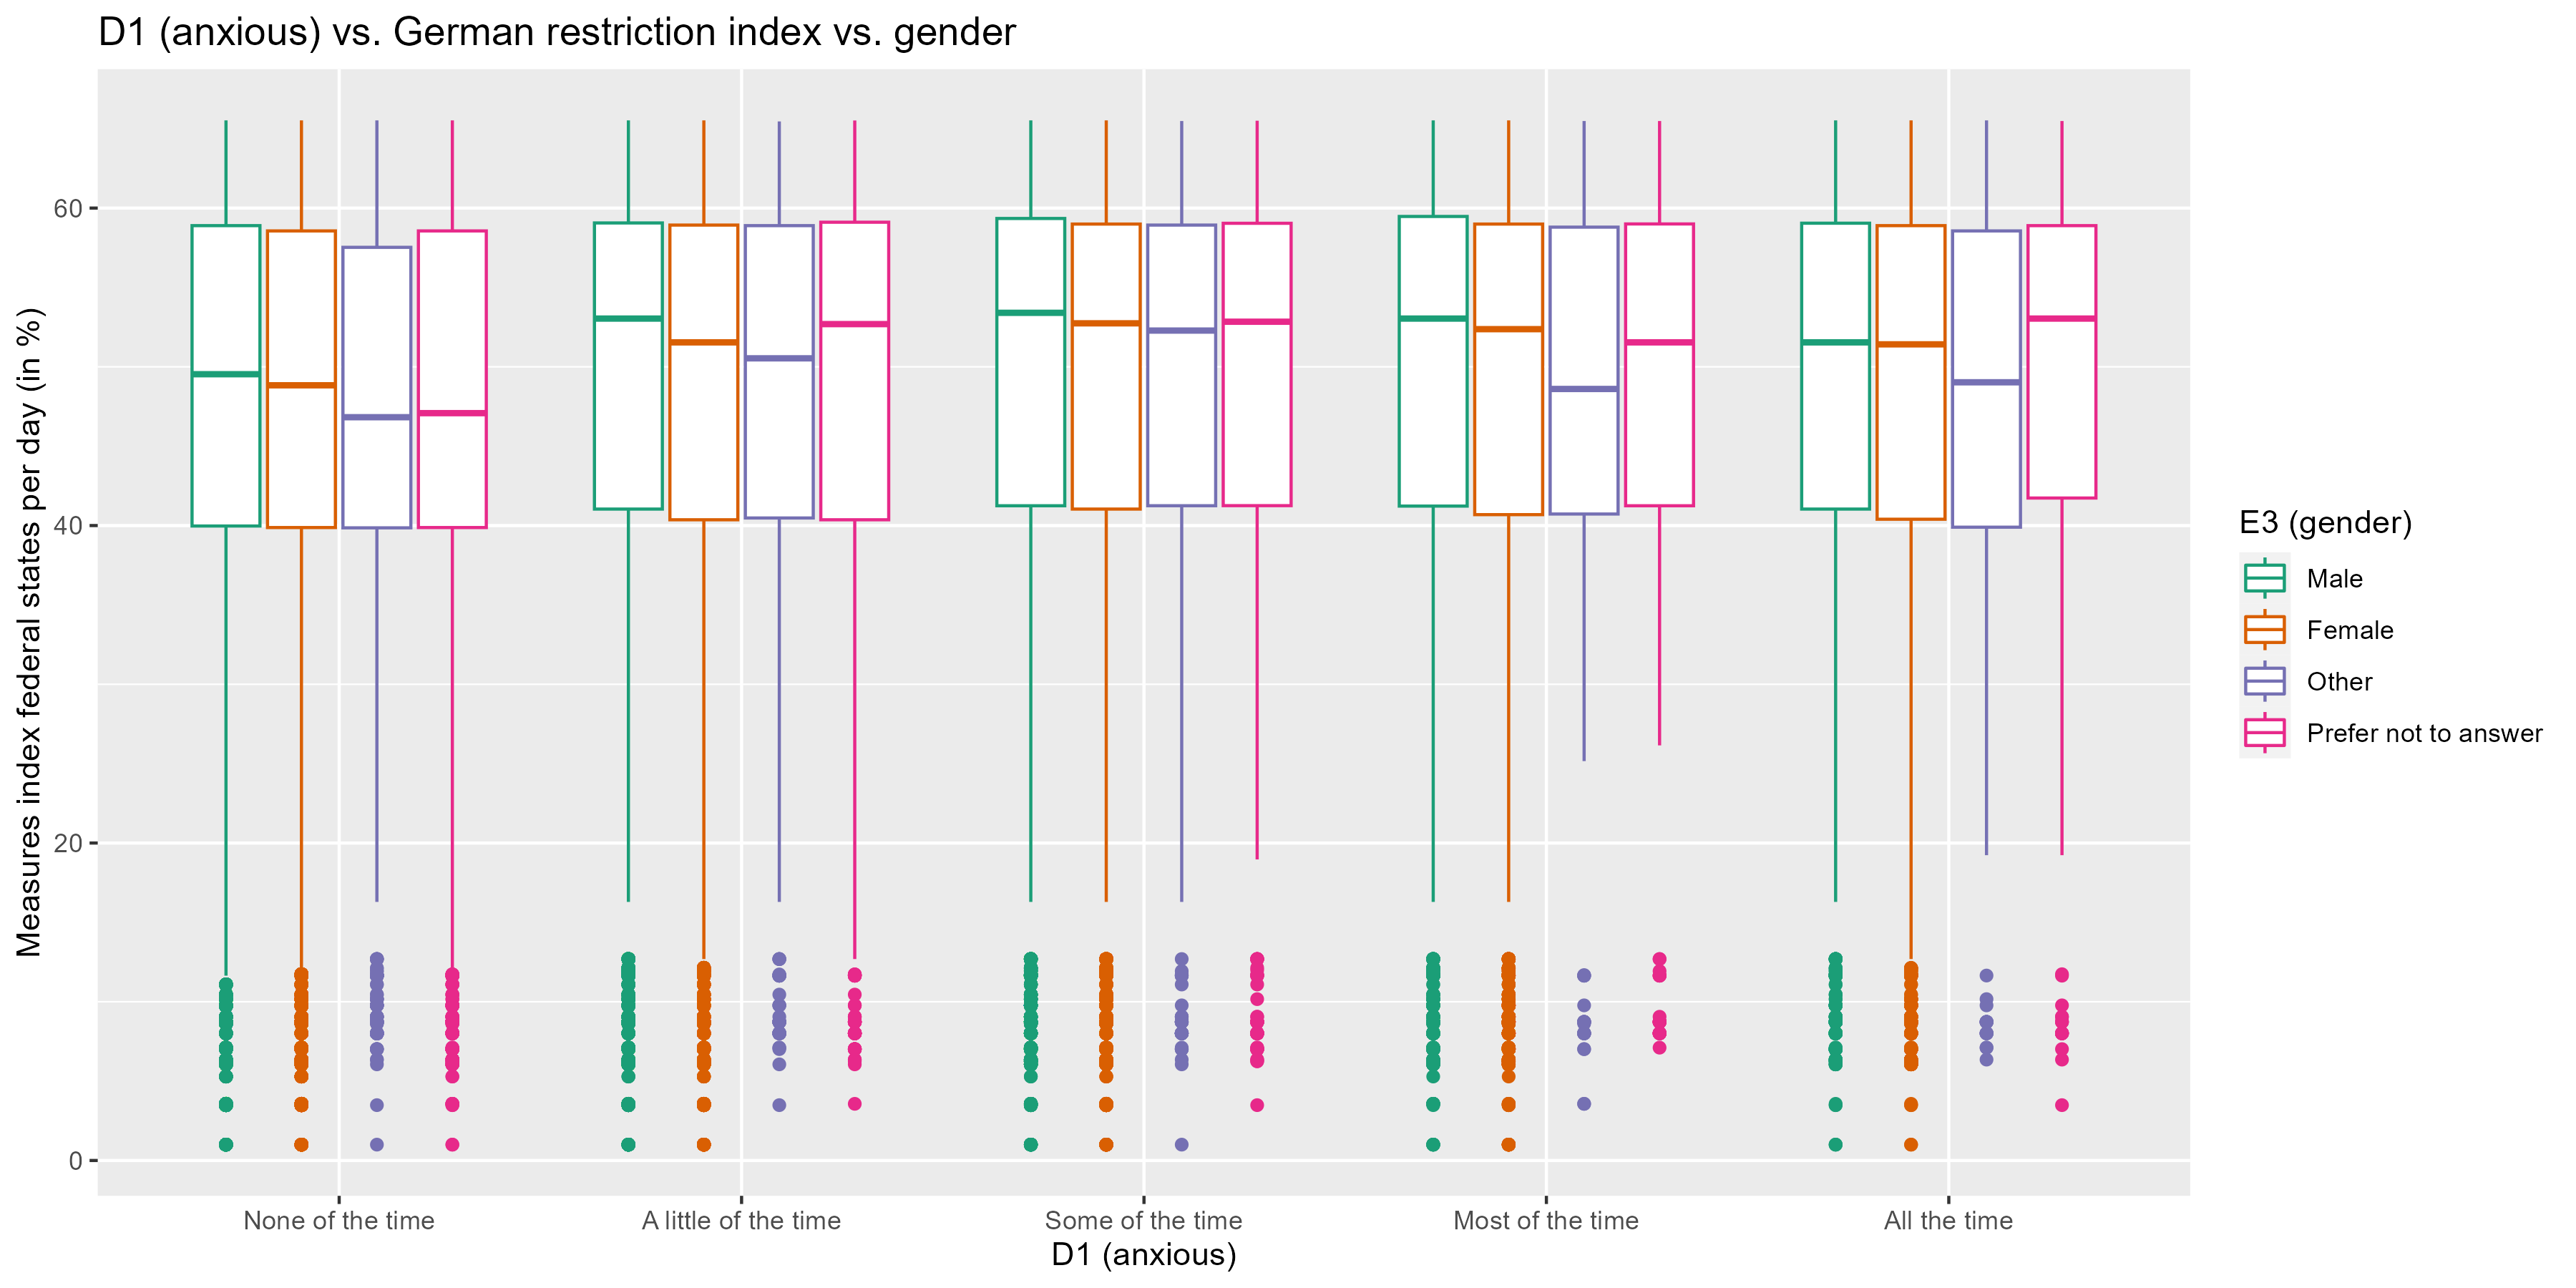 D1 (anxious) vs. German restriction index vs. gender
Measures index federal states per day (in %)
60
40
20
0
None of the time
A little of the time
Some of the time
Most of the time
All the time
D1 (anxious)
E3 (gender)
Male
Female
Other
Prefer not to answer